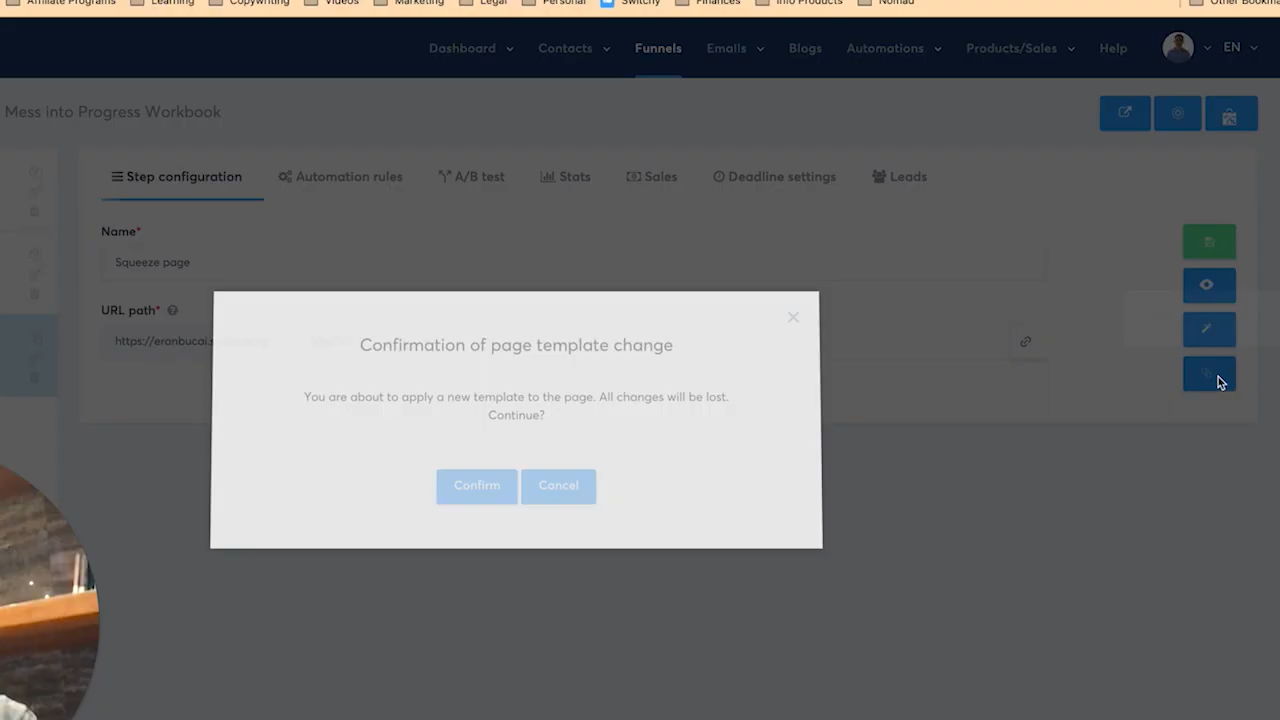 Affiliate Programs Learning Copywriting Videos Marketing Legal Personal Switchy Finances Info Products Nomad Other Bookma
Dashboard Contacts Funnels Emails Blogs Automations Products/Sales Help EN
Mess into Progress Workbook
Step configuration Automation rules A/B test Stats Sales Deadline settings Leads
Name*
Squeeze page
URL path*
https://eranbucai.s
Confirmation of page template change
You are about to apply a new template to the page. All changes will be lost.
Continue?
Confirm Cancel